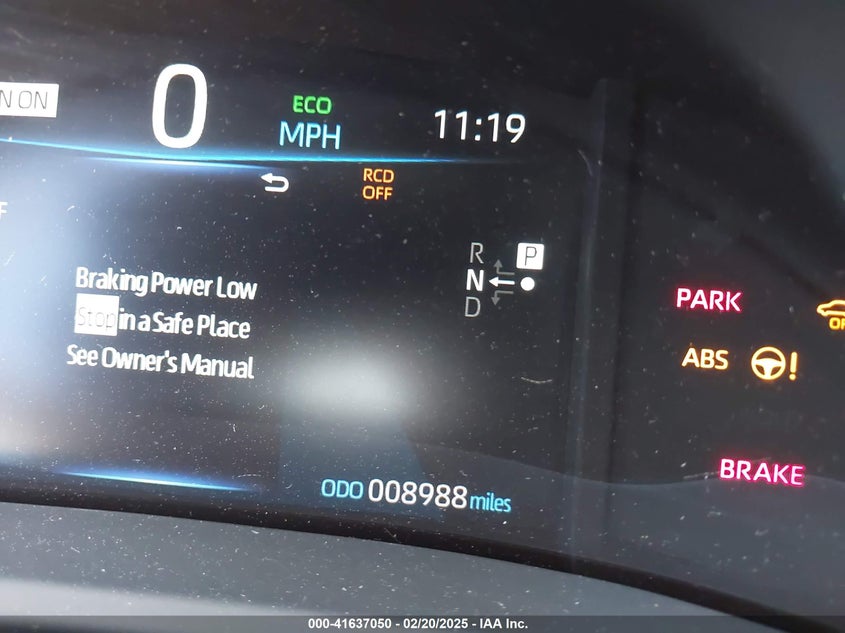 N ON
0
ECO
MPH
11:19
RCD
OFF
F
R
P
N
D
Braking Power Low
Stop in a Safe Place
See Owner's Manual
PARK
ABS
!
BRAKE
ODO 008988 miles
000-41637050 - 02/20/2025 - IAA Inc.